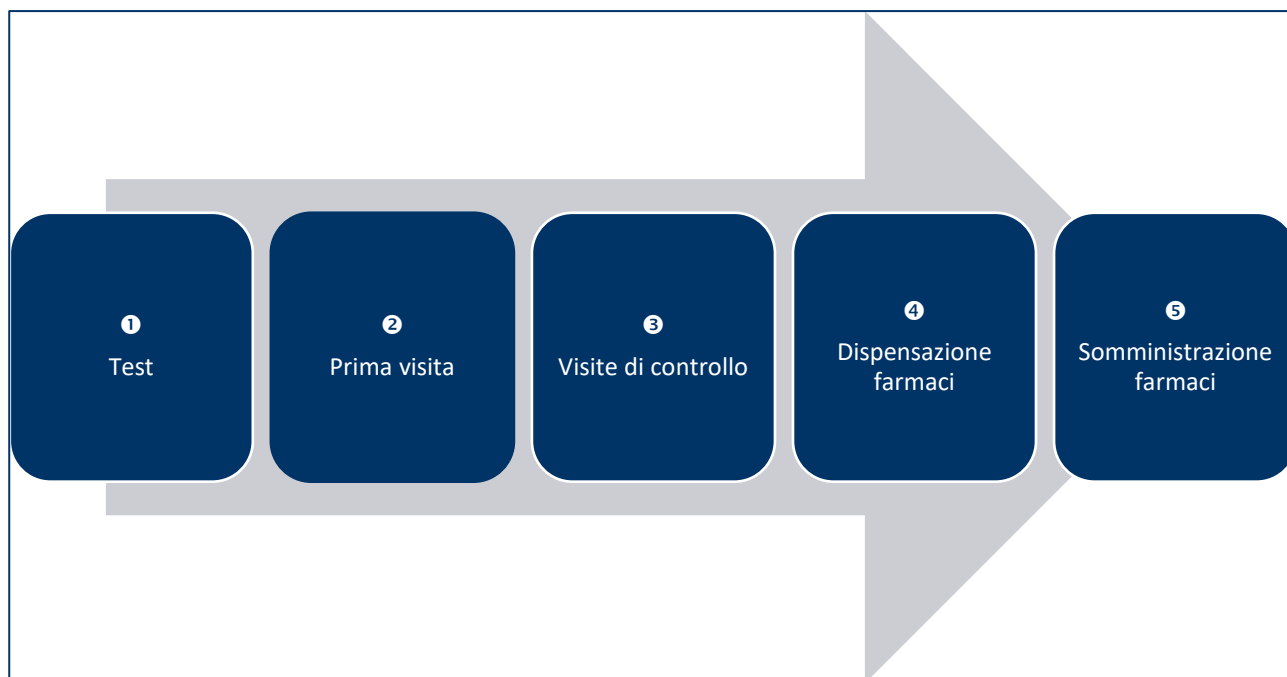 ❶
Test
❷
Prima visita
❸
Visite di controllo
❹
Dispensazione
farmaci
❺
Somministrazione
farmaci